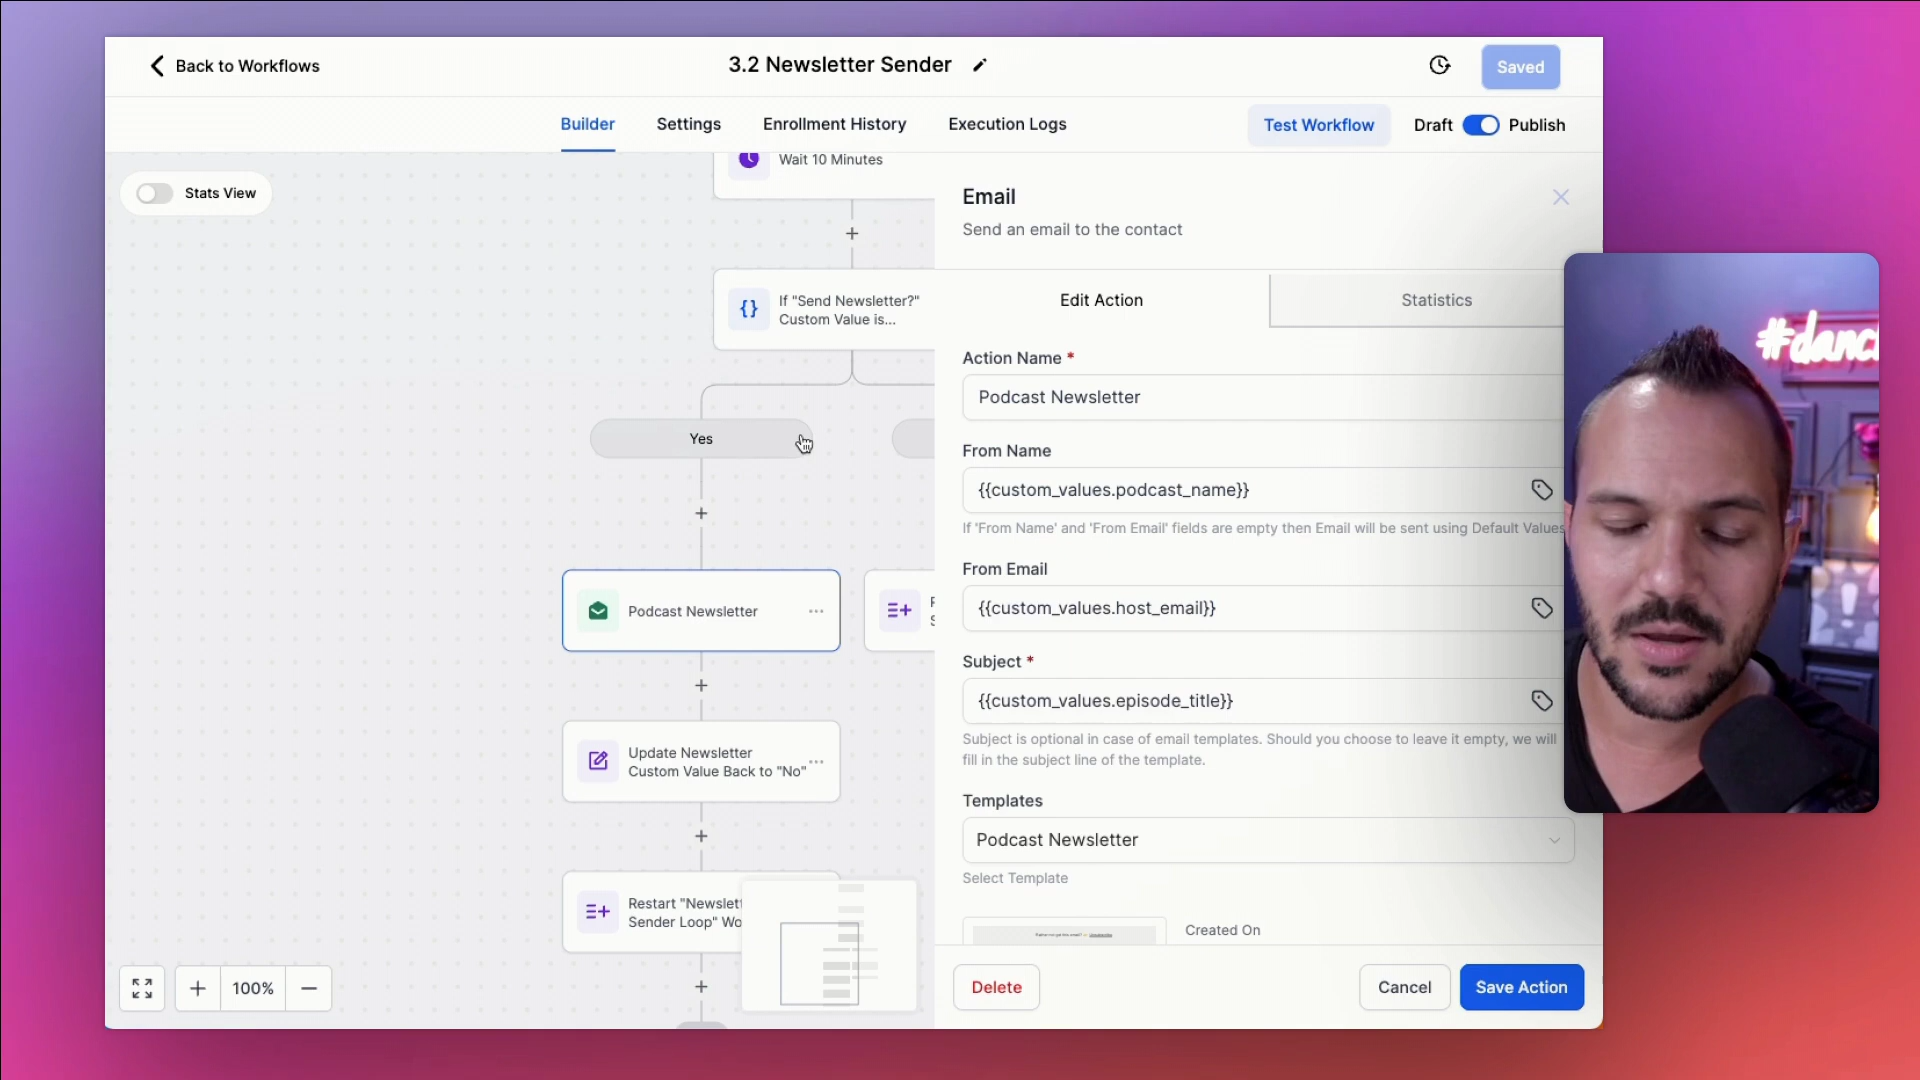 Back to Workflows
3.2 Newsletter Sender
Saved
Builder
Settings
Enrollment History
Execution Logs
Test Workflow
Draft
Publish
Stats View
Wait 10 Minutes
If "Send Newsletter?"
Custom Value is...
Yes
Podcast Newsletter
Update Newsletter
Custom Value Back to "No"
Restart "Newslett
Sender Loop" Wo
100%
Email
Send an email to the contact
Edit Action
Statistics
Action Name *
Podcast Newsletter
From Name
{{custom_values.podcast_name}}
If 'From Name' and 'From Email' fields are empty then Email will be sent using Default Values
From Email
{{custom_values.host_email}}
Subject *
{{custom_values.episode_title}}
Subject is optional in case of email templates. Should you choose to leave it empty, we will
fill in the subject line of the template.
Templates
Podcast Newsletter
Select Template
Created On
Delete
Cancel
Save Action
#danc